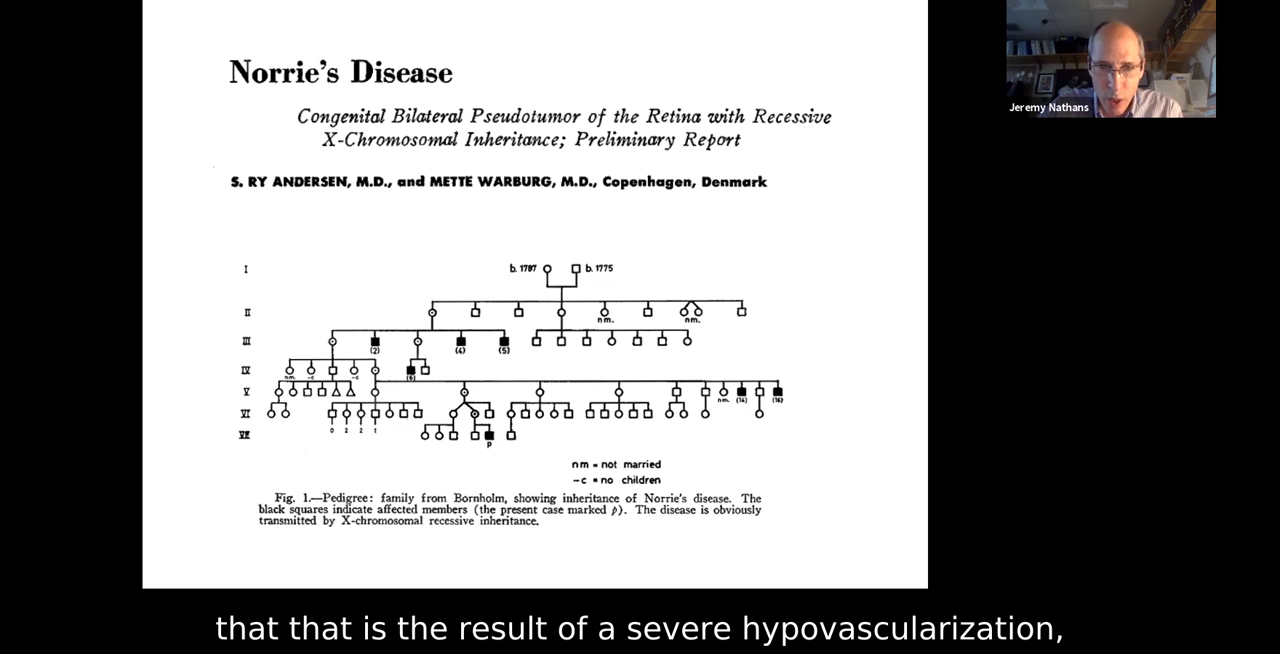 Norrie's Disease
Congenital Bilateral Pseudotumor of the Retina with Recessive
X-Chromosomal Inheritance; Preliminary Report
S. RY ANDERSEN, M.D., and METTE WARBURG, M.D., Copenhagen, Denmark
Jeremy Nathans
I
b. 1787
b. 1775
II
nm.
nm.
III
(2)
(4)
(5)
IV
nm.
-c
-c
(6)
V
nm.
(14)
(16)
VI
0 2 2 1
VII
p
nm = not married
-c = no children
Fig. 1.—Pedigree: family from Bornholm, showing inheritance of Norrie's disease. The
black squares indicate affected members (the present case marked p). The disease is obviously
transmitted by X-chromosomal recessive inheritance.
that that is the result of a severe hypovascularization,